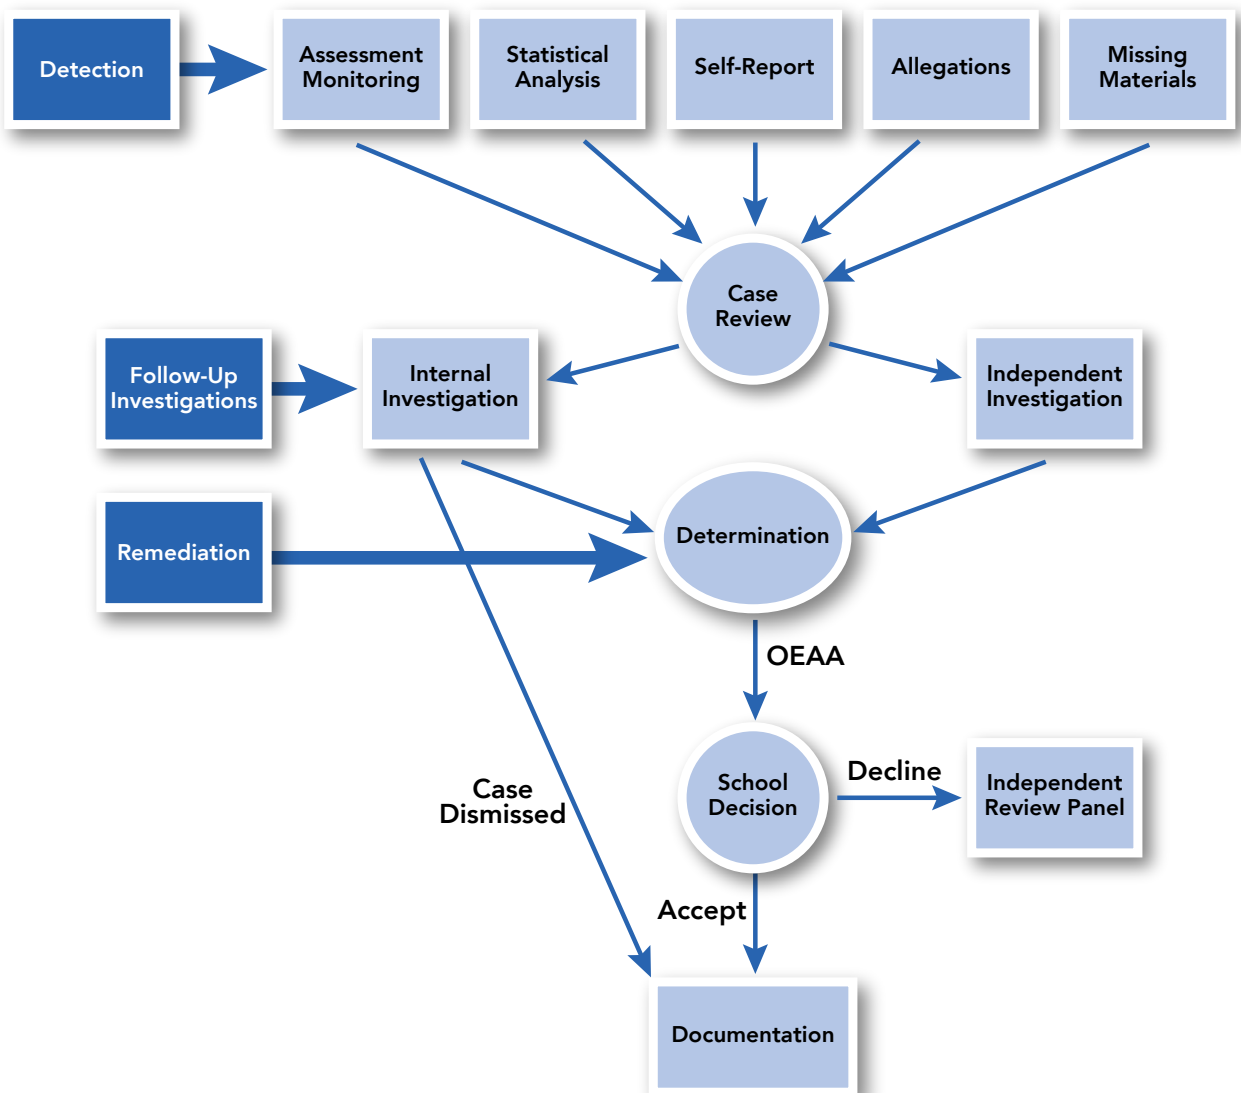 Detection
Assessment
Monitoring
Statistical
Analysis
Self-Report
Allegations
Missing
Materials
Case
Review
Follow-Up
Investigations
Internal
Investigation
Independent
Investigation
Remediation
Determination
OEAA
School
Decision
Decline
Independent
Review Panel
Case
Dismissed
Accept
Documentation